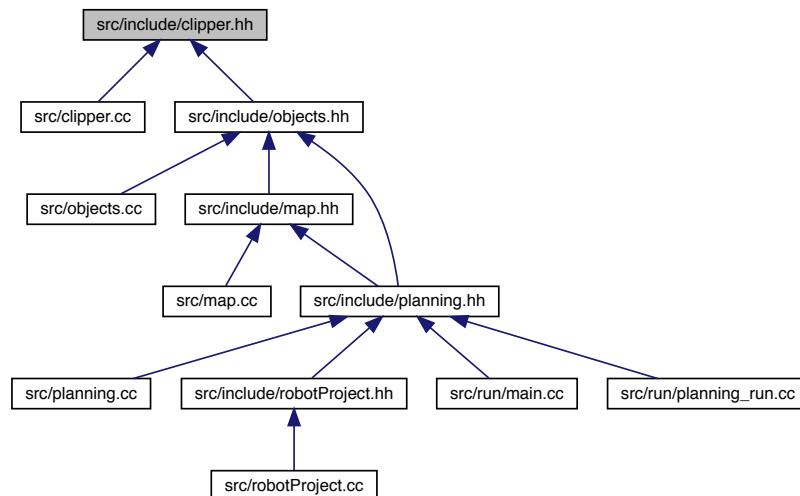 src/include/clipper.hh
src/clipper.cc
src/include/objects.hh
src/objects.cc
src/include/map.hh
src/map.cc
src/include/planning.hh
src/planning.cc
src/include/robotProject.hh
src/run/main.cc
src/run/planning_run.cc
src/robotProject.cc